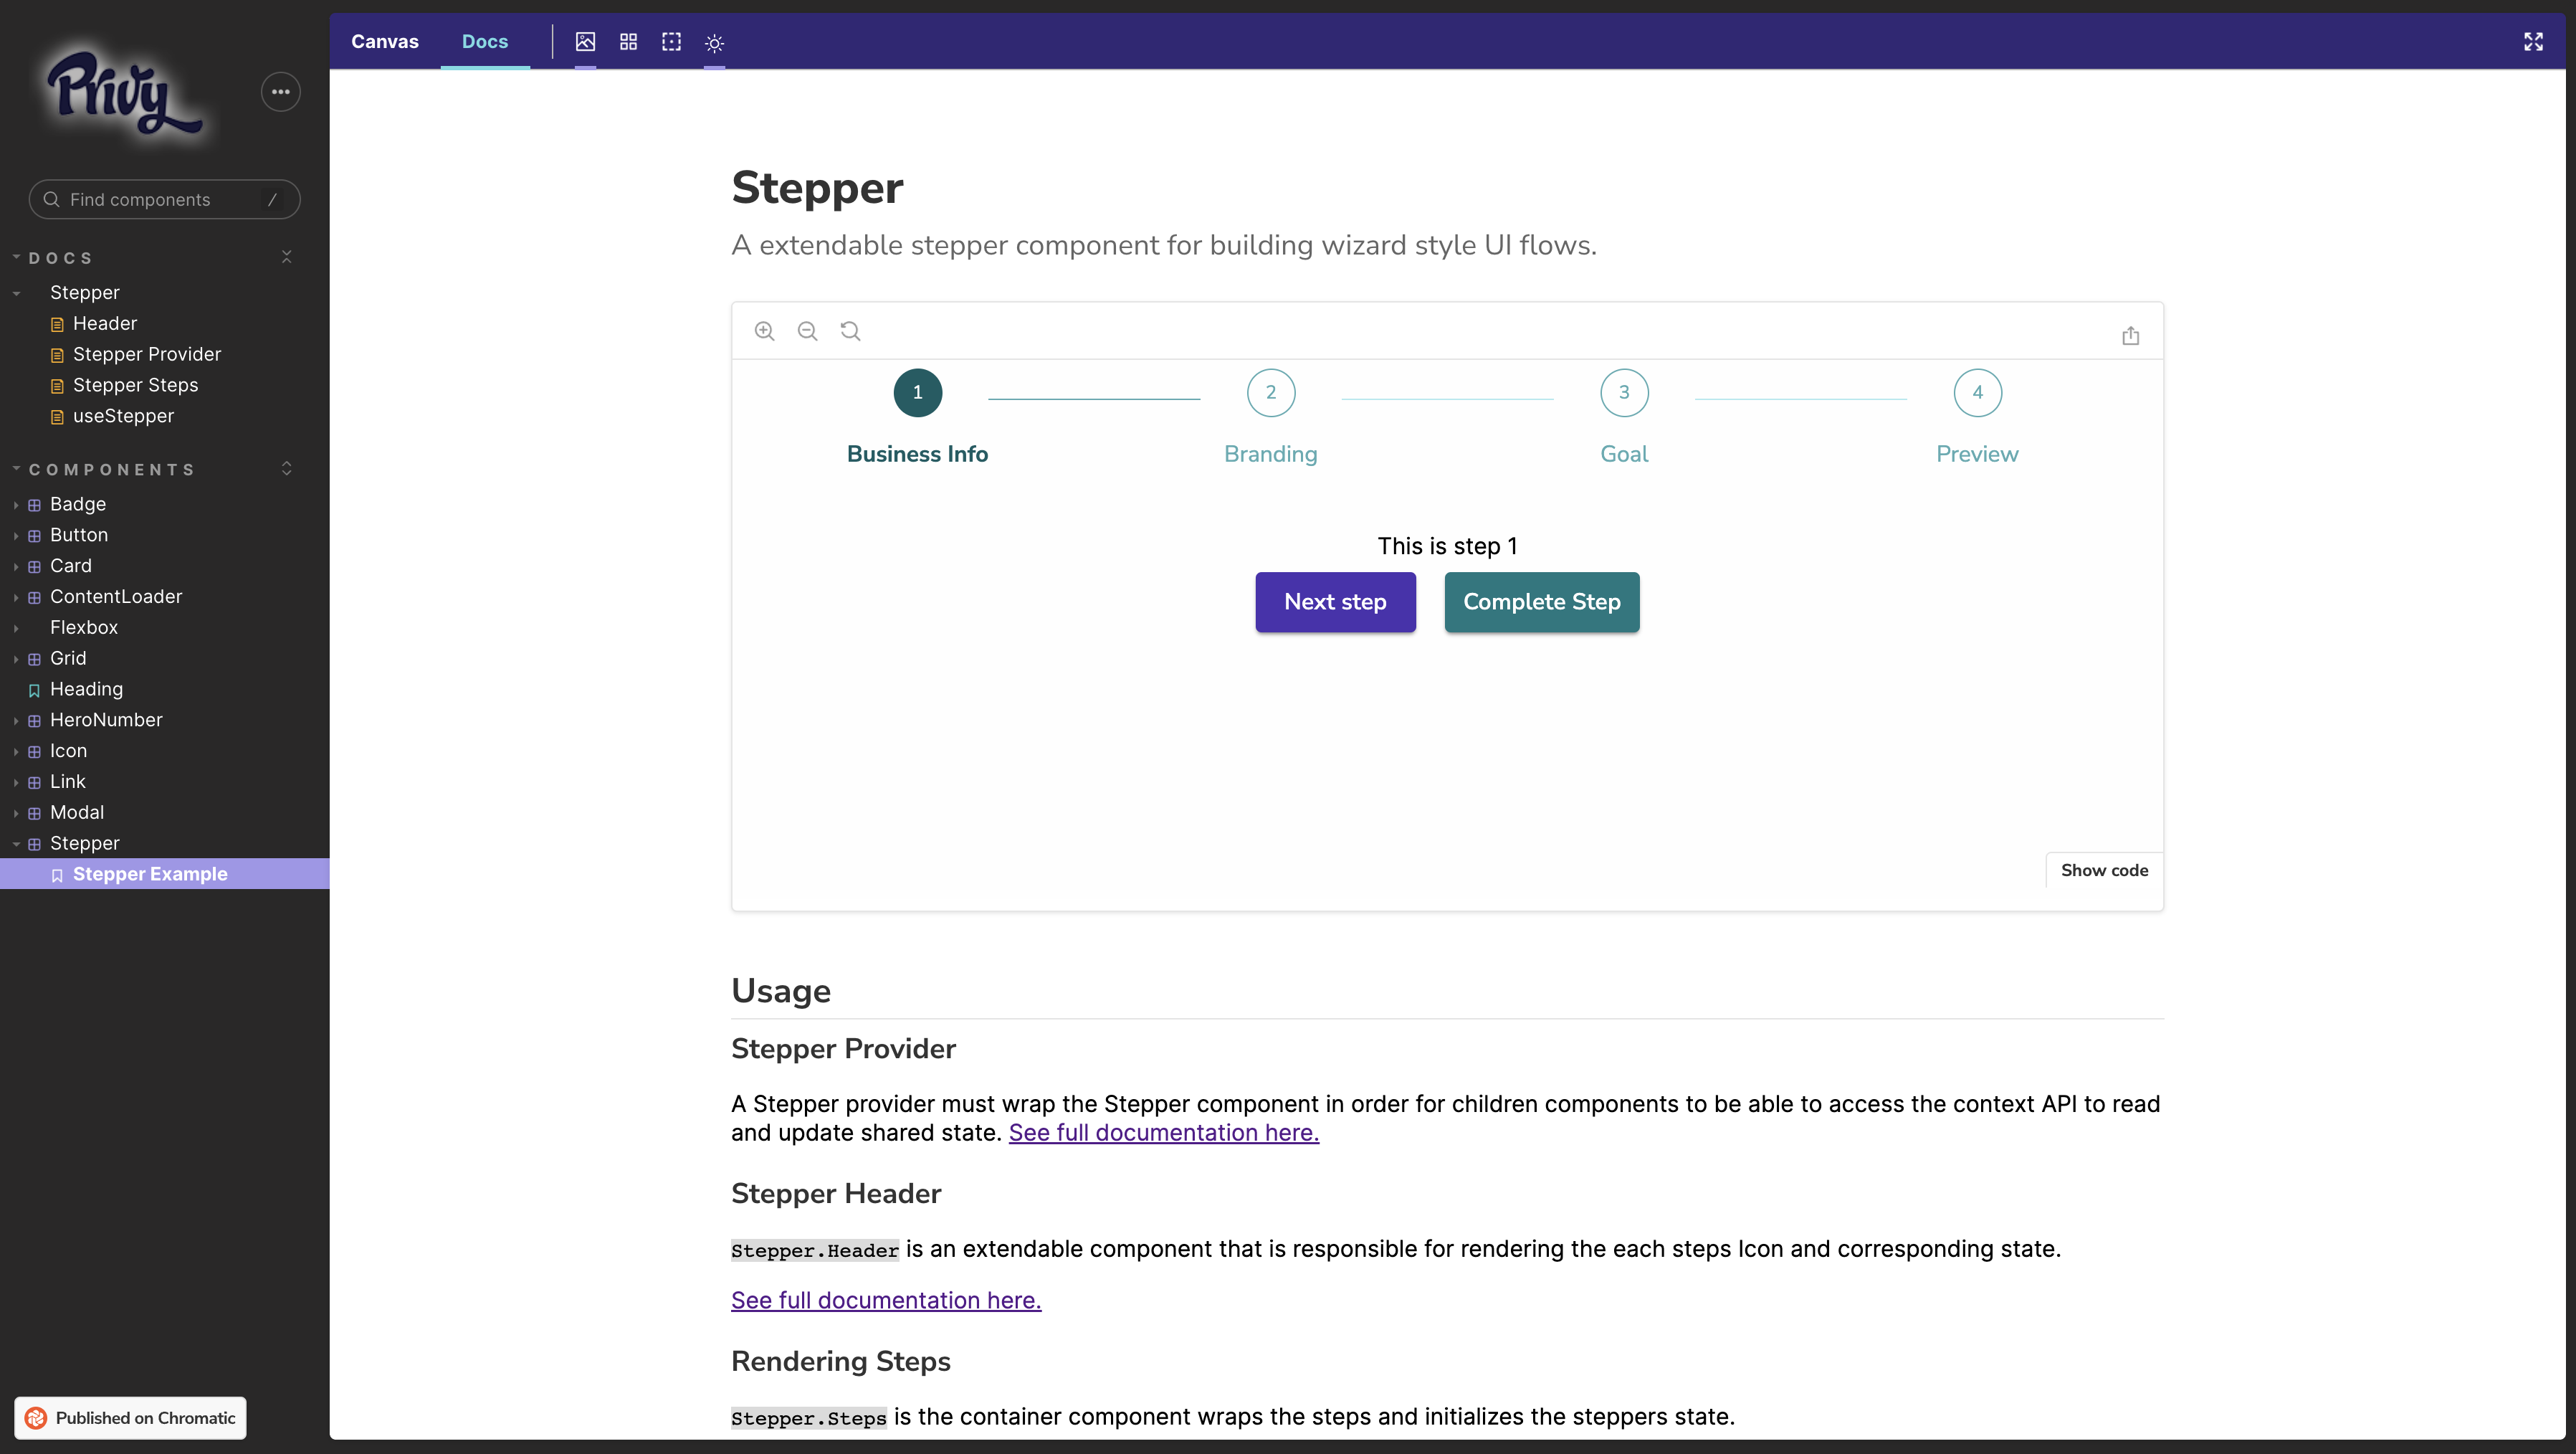 Privy
Find components /
DOCS
Stepper
Header
Stepper Provider
Stepper Steps
useStepper
COMPONENTS
Badge
Button
Card
ContentLoader
Flexbox
Grid
Heading
HeroNumber
Icon
Link
Modal
Stepper
Stepper Example
Published on Chromatic
Canvas Docs
Stepper
A extendable stepper component for building wizard style UI flows.
1 2 3 4
Business Info Branding Goal Preview
This is step 1
Next step Complete Step
Show code
Usage
Stepper Provider
A Stepper provider must wrap the Stepper component in order for children components to be able to access the context API to read
and update shared state. See full documentation here.
Stepper Header
Stepper.Header is an extendable component that is responsible for rendering the each steps Icon and corresponding state.
See full documentation here.
Rendering Steps
Stepper.Steps is the container component wraps the steps and initializes the steppers state.